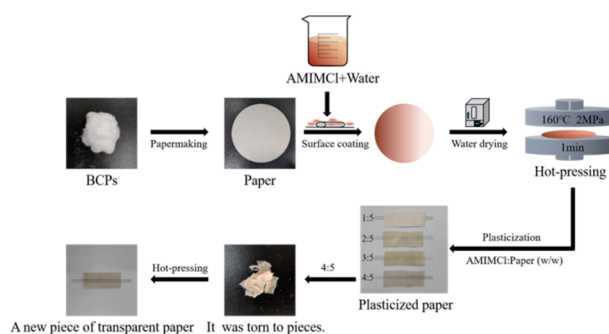 AMIMCl+Water
160℃ 2MPa
1min
Papermaking
Surface coating
Water drying
BCPs
Paper
Hot-pressing
1:5
2:5
3:5
4:5
Plasticization
AMIMCl:Paper (w/w)
Hot-pressing
4:5
Plasticized paper
A new piece of transparent paper
It was torn to pieces.